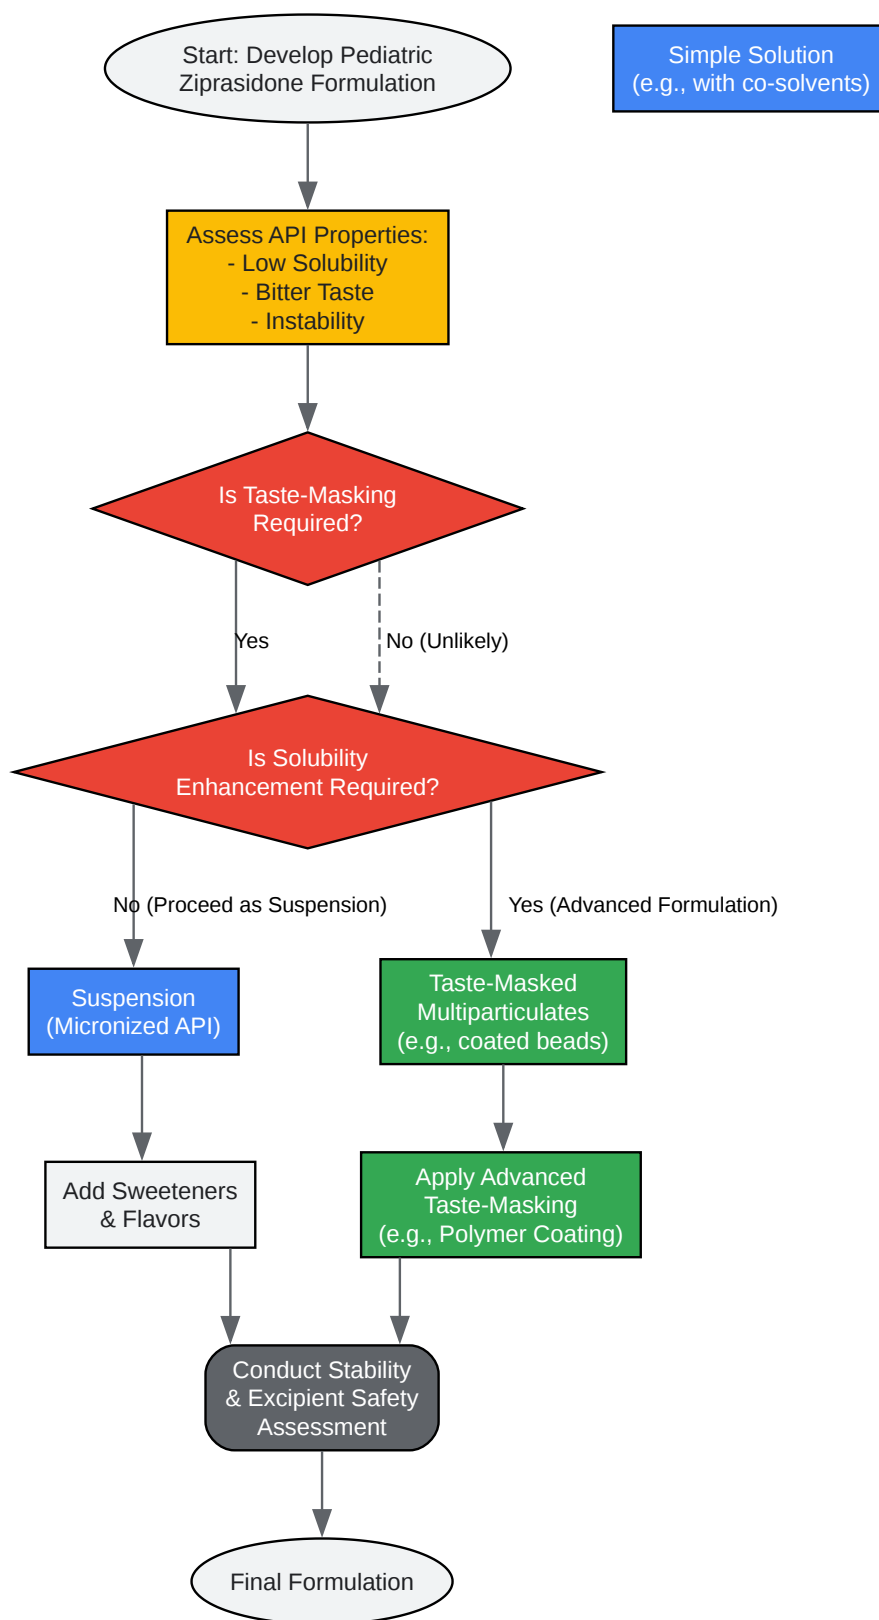 Start: Develop Pediatric
Ziprasidone Formulation
Simple Solution
(e.g., with co-solvents)
Assess API Properties:
- Low Solubility
- Bitter Taste
- Instability
Is Taste-Masking
Required?
Yes
No (Unlikely)
Is Solubility
Enhancement Required?
No (Proceed as Suspension)
Yes (Advanced Formulation)
Suspension
(Micronized API)
Taste-Masked
Multiparticulates
(e.g., coated beads)
Add Sweeteners
& Flavors
Apply Advanced
Taste-Masking
(e.g., Polymer Coating)
Conduct Stability
& Excipient Safety
Assessment
Final Formulation